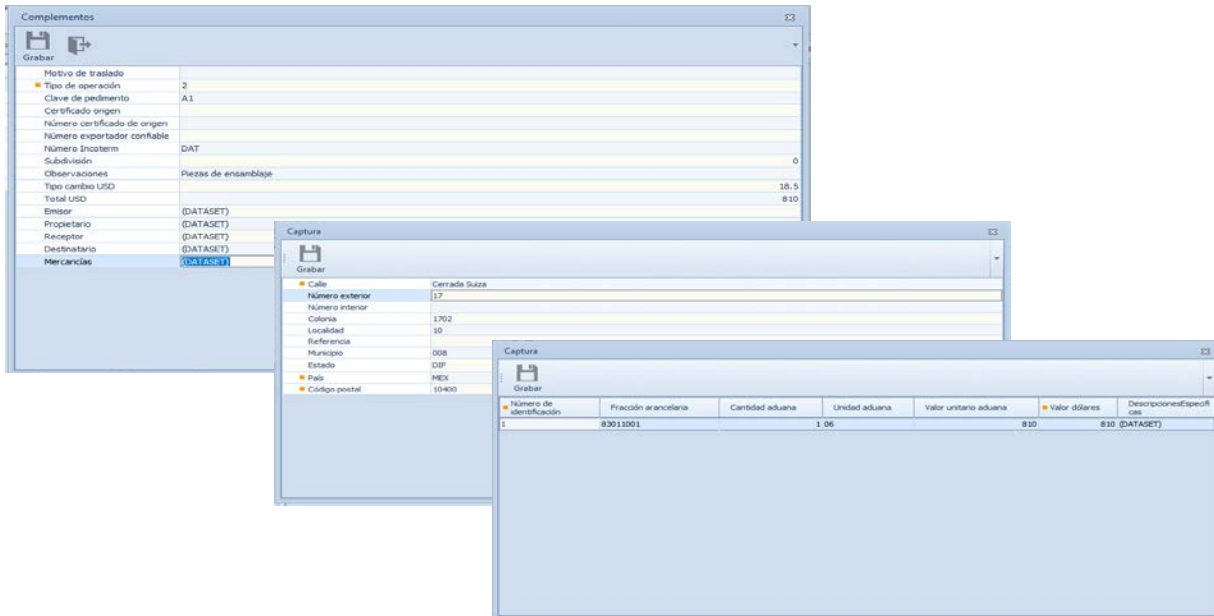 Complementos
Grabar
Motivo de traslado
Tipo de operación 2
Clave de pedimento A1
Certificado origen
Número certificado de origen
Número exportador confiable
Número Incoterm DAT
Subdivisión 0
Observaciones Piezas de ensamblaje
Tipo cambio USD 18.5
Total USD 810
Emisor (DATASET)
Propietario (DATASET)
Receptor (DATASET)
Destinatario (DATASET)
Mercancías (DATASET)
Captura
Grabar
Calle Cerrada Suiza
Número exterior 17
Número interior
Colonia 1702
Localidad 10
Referencia
Municipio 008
Estado DIF
País MEX
Código postal 10400
Captura
Grabar
Número de identificación Fracción arancelaria Cantidad aduana Unidad aduana Valor unitario aduana Valor dólares DescripcionesEspecificas
1 83011001 1 06 810 810 (DATASET)